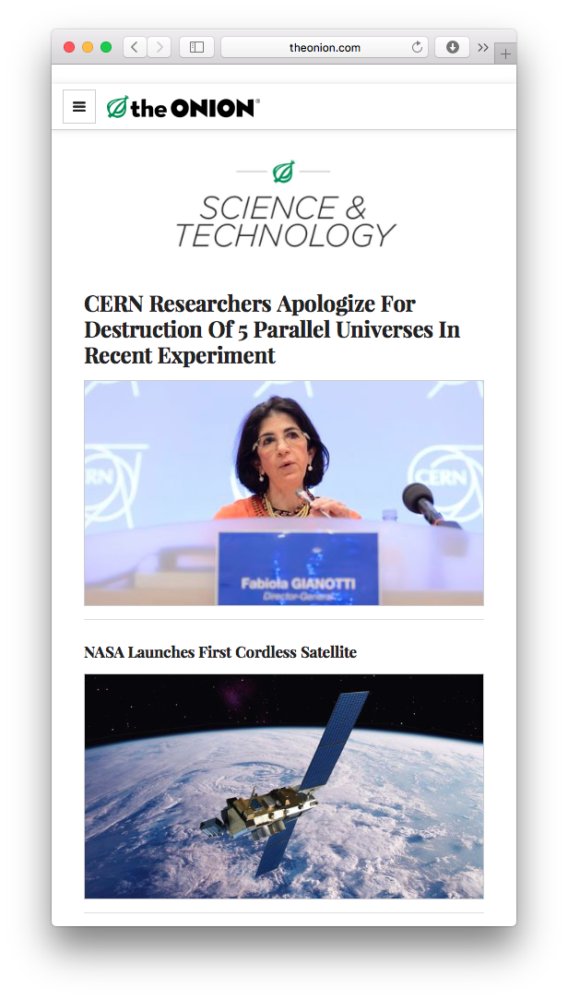 theonion.com
the ONION®
SCIENCE &
TECHNOLOGY
CERN Researchers Apologize For
Destruction Of 5 Parallel Universes In
Recent Experiment
CERN
Fabiola GIANOTTI
Director-General
NASA Launches First Cordless Satellite